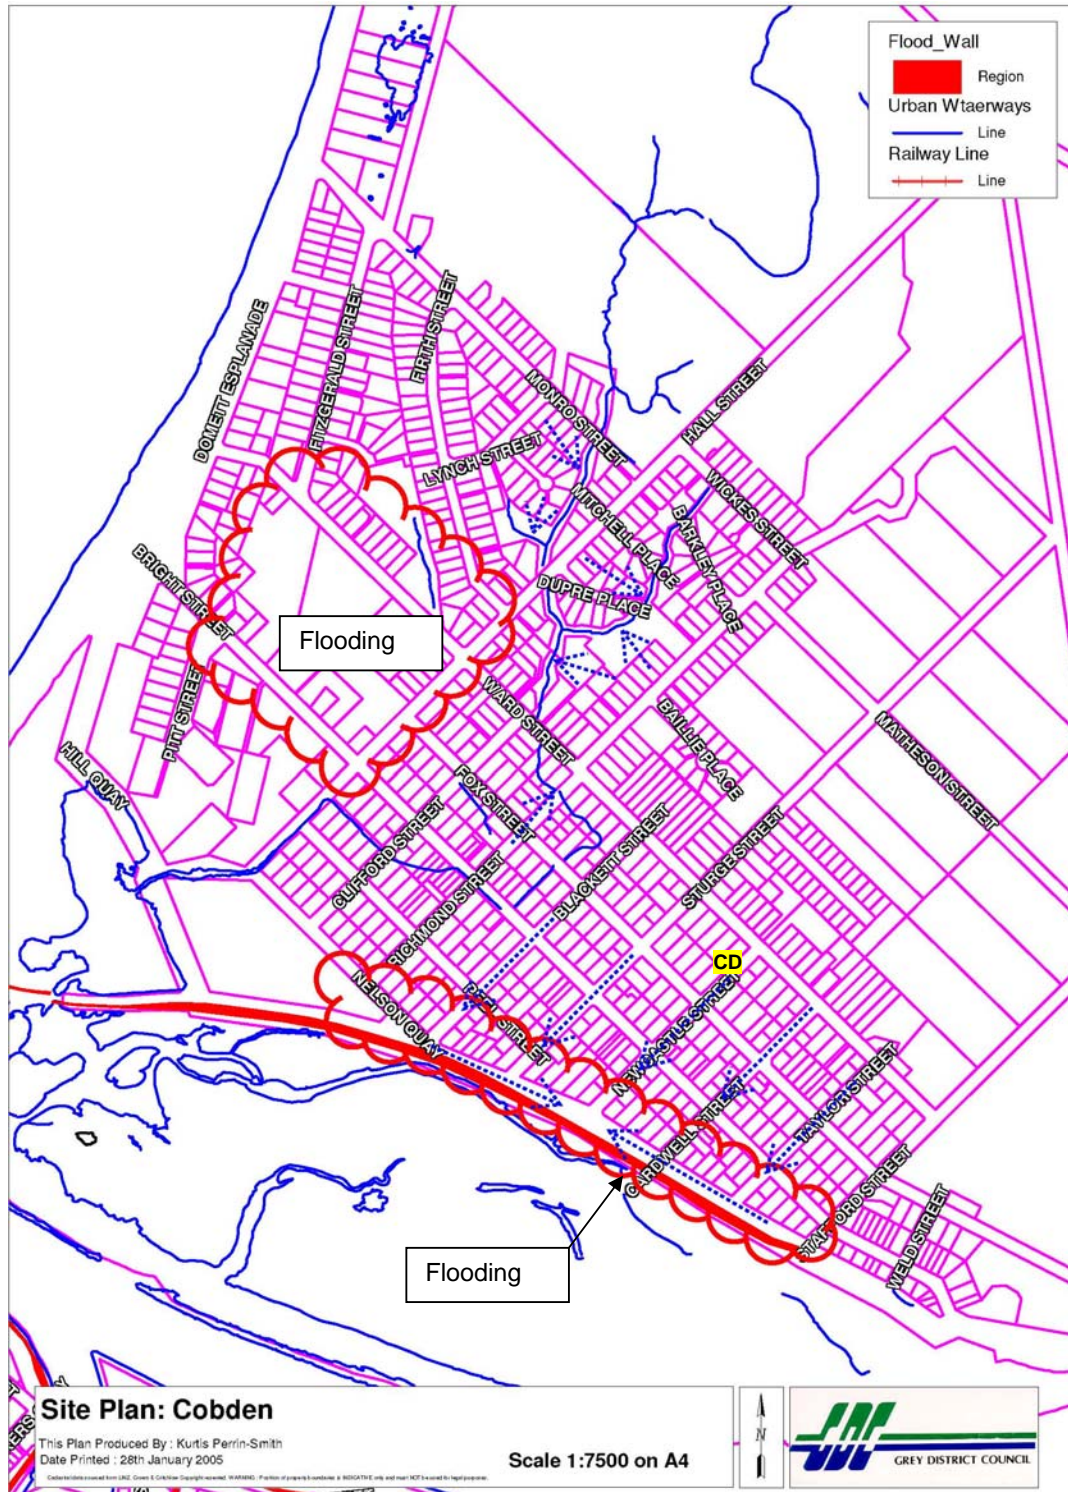 Flood_Wall
Region
Urban Wtaerways
Line
Railway Line
Line
DOMETT ESPLANADE
FITZGERALD STREET
FIRTH STREET
MONRO STREET
HALL STREET
LYNCH STREET
WICKES STREET
MITCHELL PLACE
BARKLEY PLACE
DUPRE PLACE
BRIGHT STREET
Flooding
PITT STREET
WARD STREET
BAILLIE PLACE
MATHESON STREET
HILL QUAY
FOX STREET
CLIFFORD STREET
BLACKETT STREET
STURGE STREET
RICHMOND STREET
CD
NELSON QUAY
PEEL STREET
NEWCASTLE STREET
CARDWELL STREET
TAYLOR STREET
STAFFORD STREET
WELD STREET
Flooding
Site Plan: Cobden
This Plan Produced By : Kurtis Perrin-Smith
Date Printed : 28th January 2005
Scale 1:7500 on A4
N
GREY DISTRICT COUNCIL